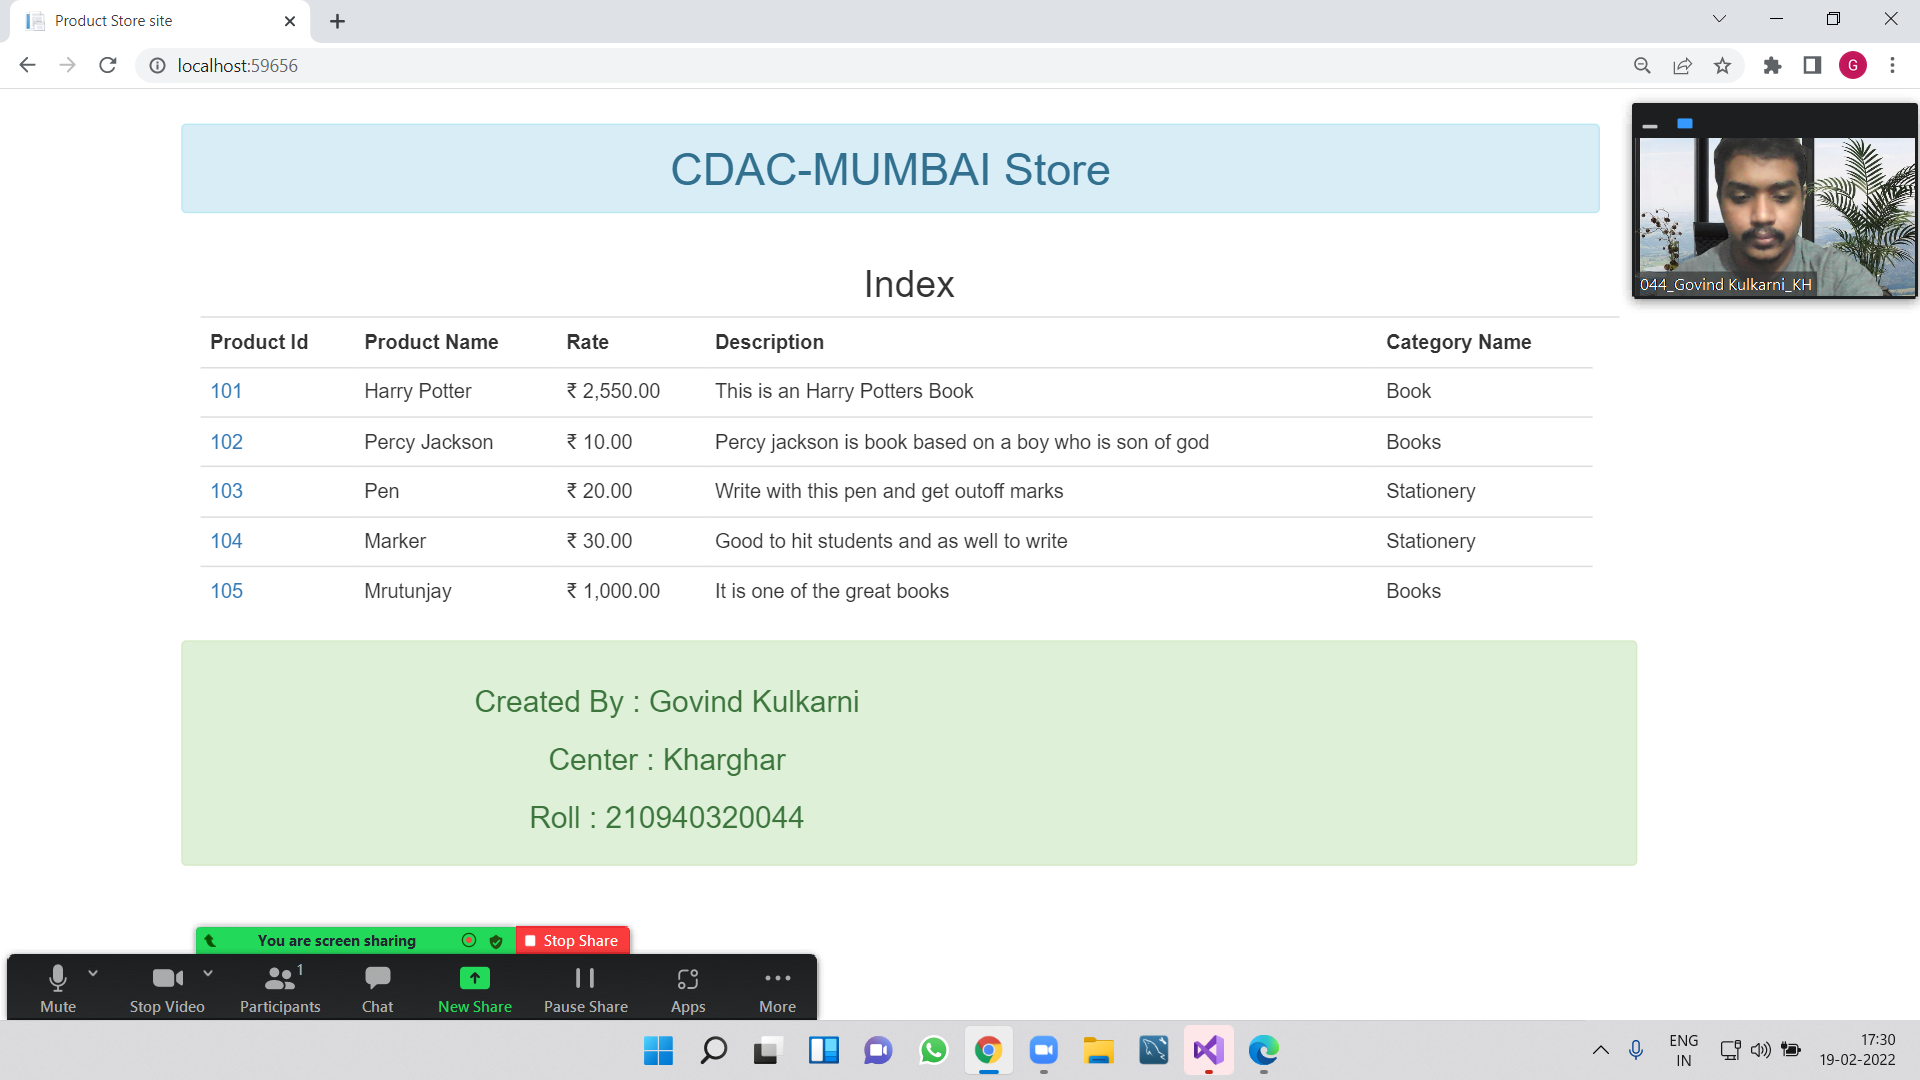 Product Store site
localhost:59656
G
CDAC-MUMBAI Store
044_Govind Kulkarni_KH
Index
Product Id Product Name Rate Description Category Name
101 Harry Potter ₹ 2,550.00 This is an Harry Potters Book Book
102 Percy Jackson ₹ 10.00 Percy jackson is book based on a boy who is son of god Books
103 Pen ₹ 20.00 Write with this pen and get outoff marks Stationery
104 Marker ₹ 30.00 Good to hit students and as well to write Stationery
105 Mrutunjay ₹ 1,000.00 It is one of the great books Books
Created By : Govind Kulkarni
Center : Kharghar
Roll : 210940320044
You are screen sharing Stop Share
1
Mute Stop Video Participants Chat New Share Pause Share Apps More
ENG 17:30
IN 19-02-2022